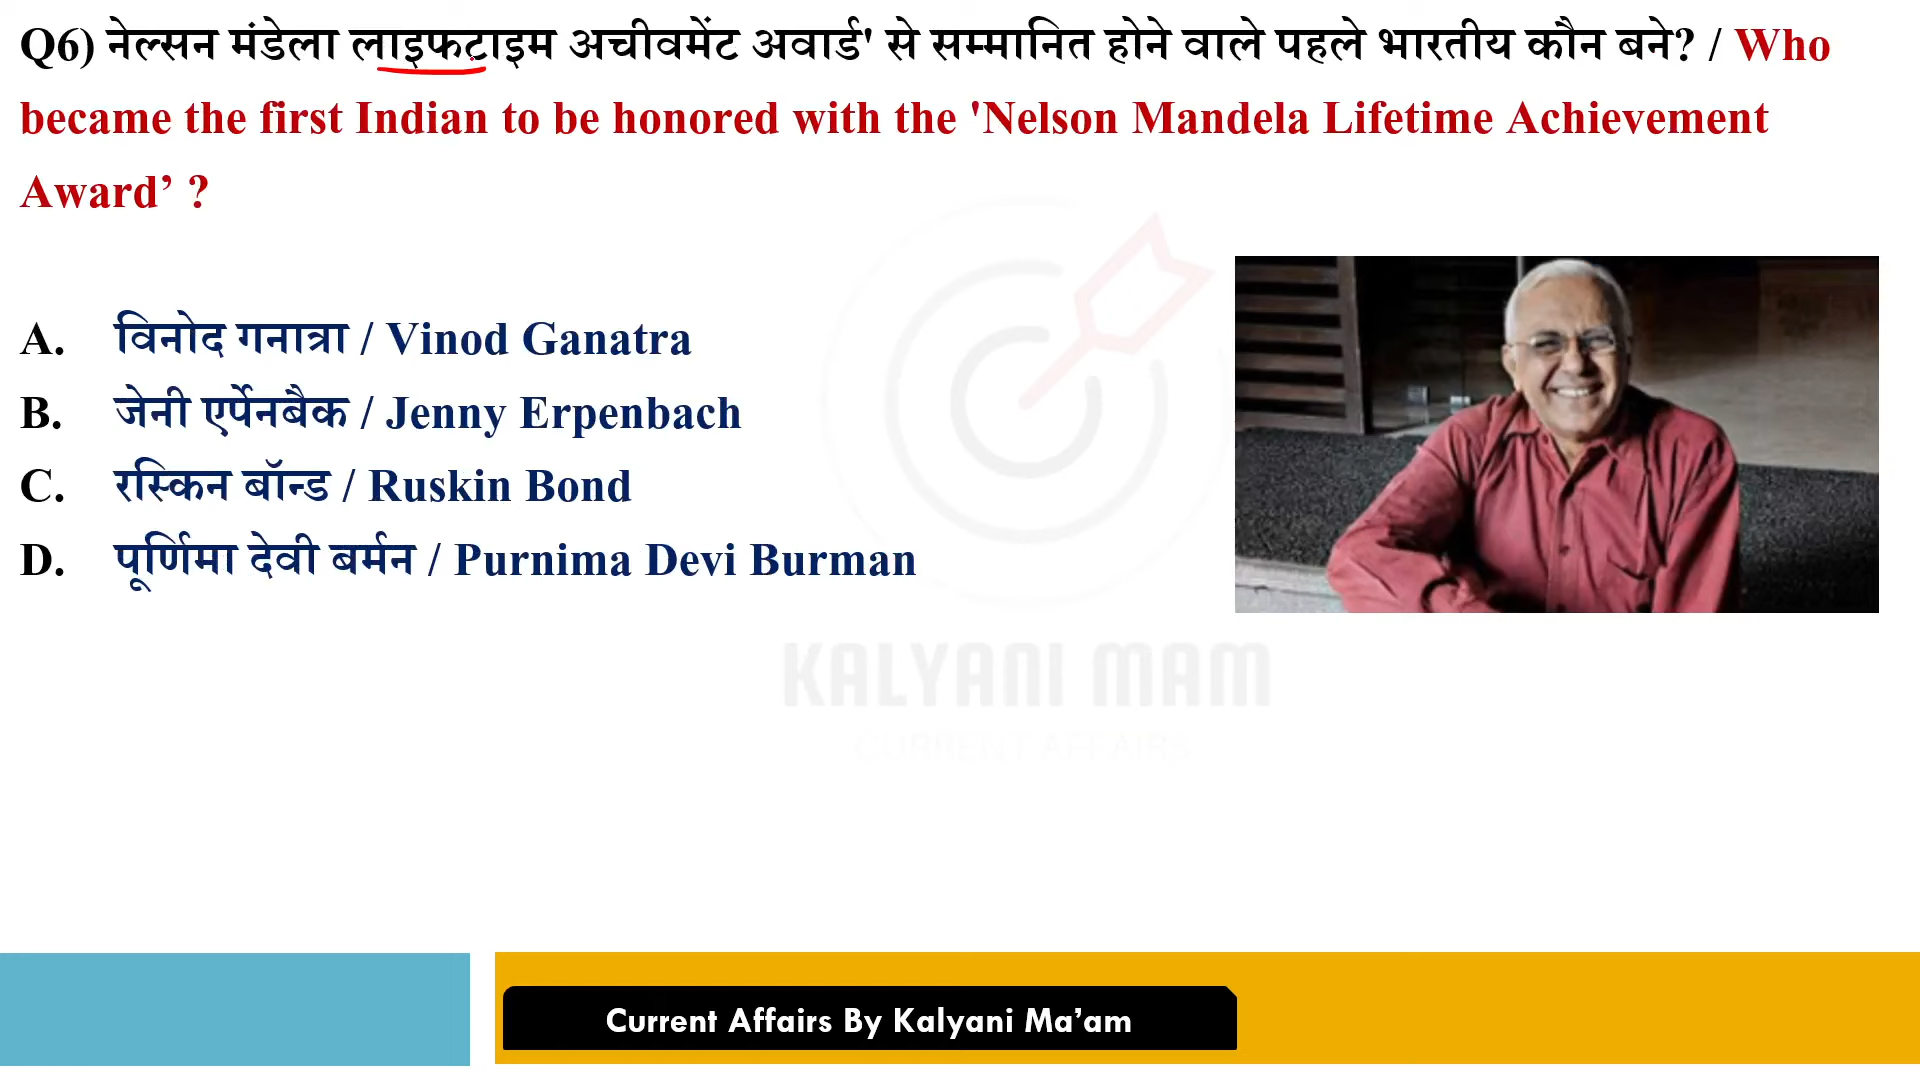 Q6) नेल्सन मंडेला लाइफटाइम अचीवमेंट अवार्ड' से सम्मानित होने वाले पहले भारतीय कौन बने? / Who
became the first Indian to be honored with the 'Nelson Mandela Lifetime Achievement
Award’ ?
A. विनोद गनात्रा / Vinod Ganatra
B. जेनी एर्पेनबैक / Jenny Erpenbach
C. रस्किन बॉन्ड / Ruskin Bond
D. पूर्णिमा देवी बर्मन / Purnima Devi Burman
KALYANI MAM
CURRENT AFFAIRS
Current Affairs By Kalyani Ma’am